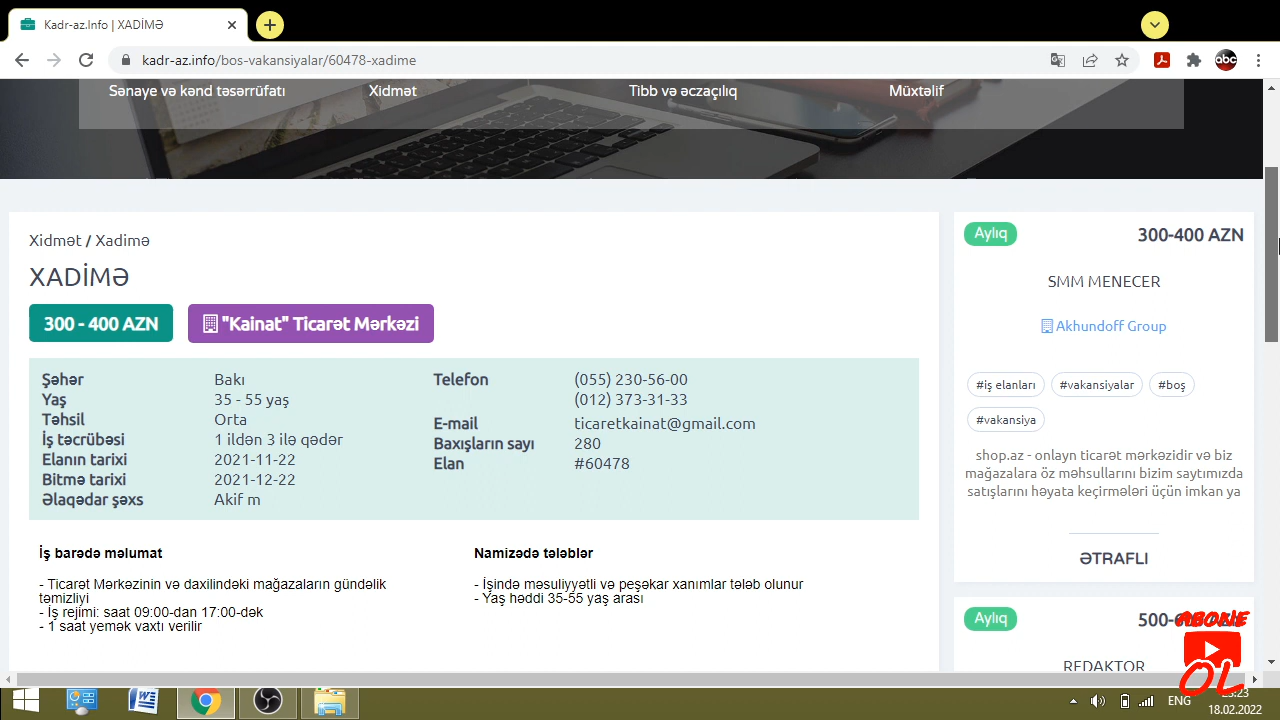 Kadr-az.Info | XADİMƏ
kadr-az.info/bos-vakansiyalar/60478-xadime
abc
Sənaye və kənd təsərrüfatı
Xidmət
Tibb və əczaçılıq
Müxtəlif
Xidmət / Xadimə
XADİMƏ
300 - 400 AZN
"Kainat" Ticarət Mərkəzi
Şəhər Bakı
Yaş 35 - 55 yaş
Təhsil Orta
İş təcrübəsi 1 ildən 3 ilə qədər
Elanın tarixi 2021-11-22
Bitmə tarixi 2021-12-22
Əlaqədar şəxs Akif m
Telefon (055) 230-56-00
(012) 373-31-33
E-mail ticaretkainat@gmail.com
Baxışların sayı 280
Elan #60478
İş barədə məlumat
- Ticarət Mərkəzinin və daxilindəki mağazaların gündəlik
təmizliyi
- İş rejimi: saat 09:00-dan 17:00-dək
- 1 saat yemək vaxtı verilir
Namizədə tələblər
- İşində məsuliyyətli və peşəkar xanımlar tələb olunur
- Yaş həddi 35-55 yaş arası
Aylıq
300-400 AZN
SMM MENECER
Akhundoff Group
#iş elanları #vakansiyalar #boş
#vakansiya
shop.az - onlayn ticarət mərkəzidir və biz
mağazalara öz məhsullarını bizim saytımızda
satışlarını həyata keçirmələri üçün imkan ya
ƏTRAFLI
Aylıq
REDAKTOR
ABONE
OL
ENG
18.02.2022